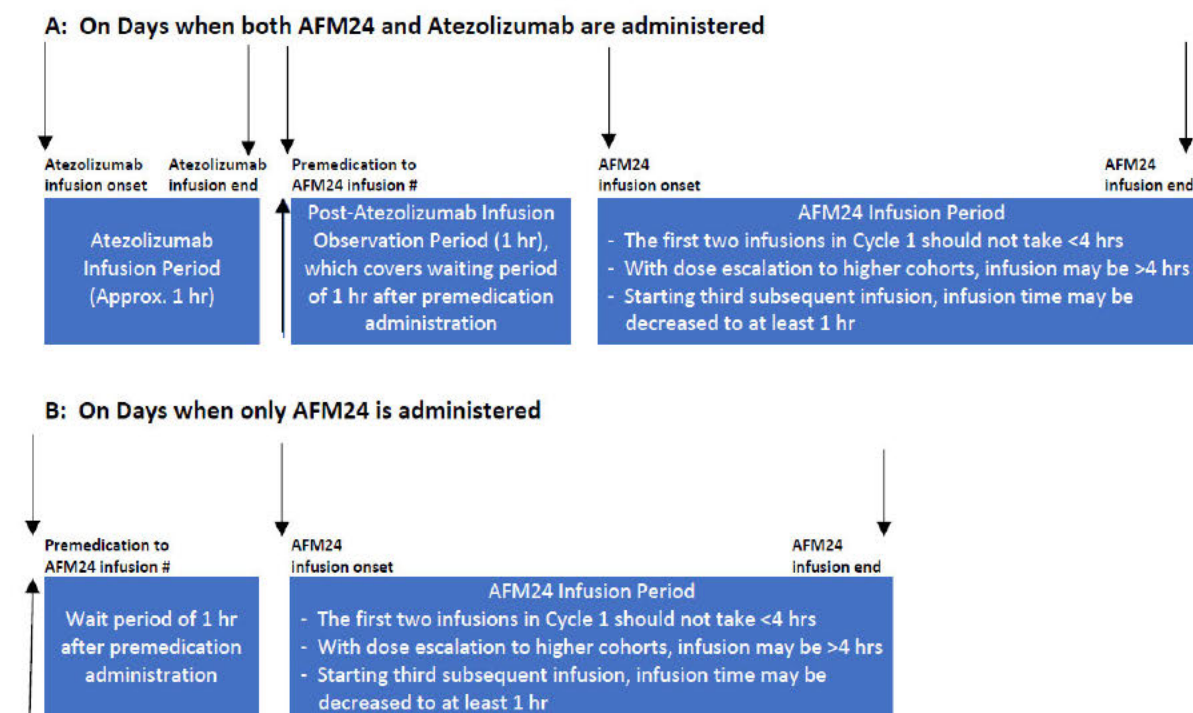 A: On Days when both AFM24 and Atezolizumab are administered
Atezolizumab
infusion onset
Atezolizumab
infusion end
Premedication to
AFM24 infusion #
AFM24
infusion onset
AFM24
infusion end
Atezolizumab
Infusion Period
(Approx. 1 hr)
Post-Atezolizumab Infusion
Observation Period (1 hr),
which covers waiting period
of 1 hr after premedication
administration
AFM24 Infusion Period
- The first two infusions in Cycle 1 should not take <4 hrs
- With dose escalation to higher cohorts, infusion may be >4 hrs
- Starting third subsequent infusion, infusion time may be
decreased to at least 1 hr
B: On Days when only AFM24 is administered
Premedication to
AFM24 infusion #
AFM24
infusion onset
AFM24
infusion end
Wait period of 1 hr
after premedication
administration
AFM24 Infusion Period
- The first two infusions in Cycle 1 should not take <4 hrs
- With dose escalation to higher cohorts, infusion may be >4 hrs
- Starting third subsequent infusion, infusion time may be
decreased to at least 1 hr